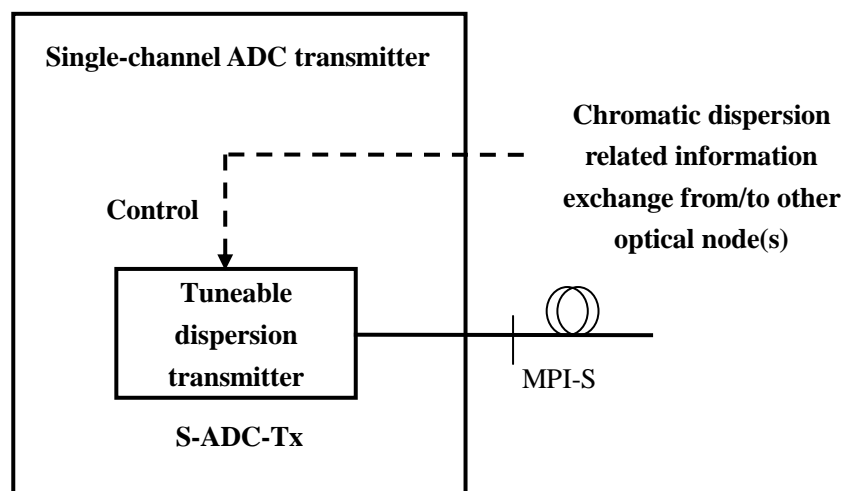 Single-channel ADC transmitter
Chromatic dispersion
related information
exchange from/to other
optical node(s)
Control
Tuneable
dispersion
transmitter
MPI-S
S-ADC-Tx